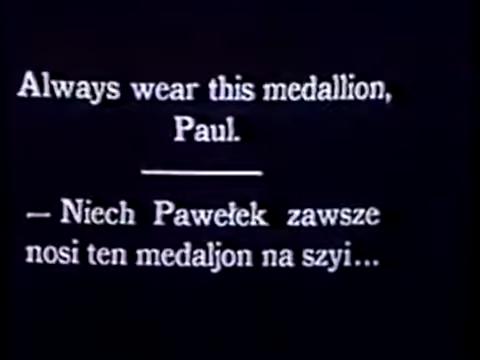 Always wear this medallion,
Paul.
— Niech Pawełek zawsze
nosi ten medaljon na szyi...